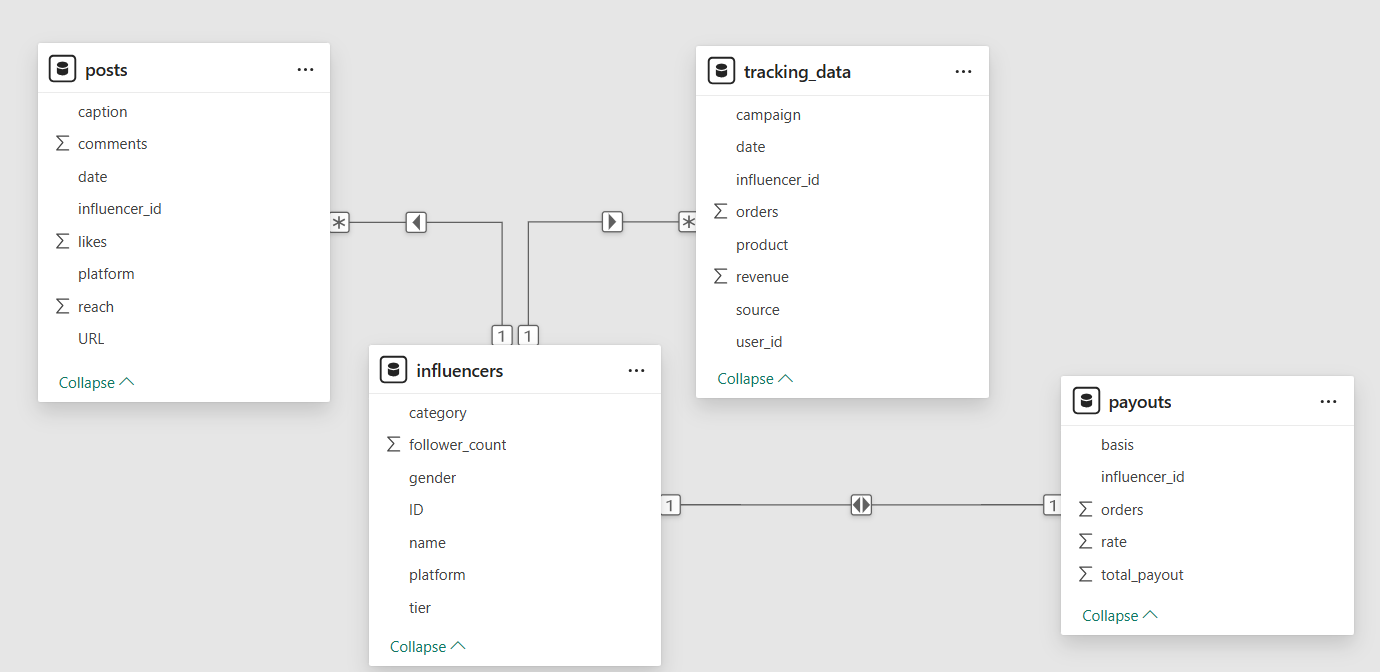 posts
caption
comments
date
influencer_id
likes
platform
reach
URL
Collapse
*
1
tracking_data
campaign
date
influencer_id
orders
product
revenue
source
user_id
Collapse
*
1
influencers
category
follower_count
gender
ID
name
platform
tier
Collapse
1
1
payouts
basis
influencer_id
orders
rate
total_payout
Collapse